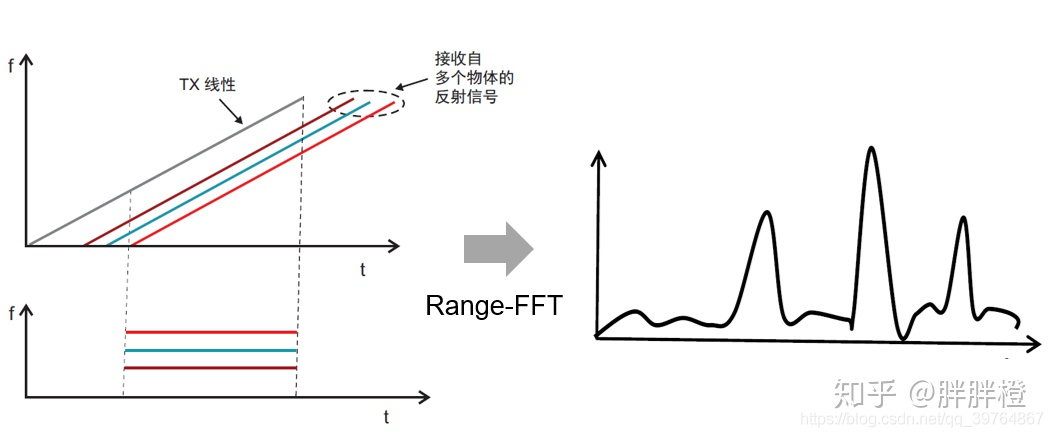 f
TX 线性
接收自
多个物体的
反射信号
t
f
t
Range-FFT
知乎 @胖胖橙
https://blog.csdn.net/qq_39764867